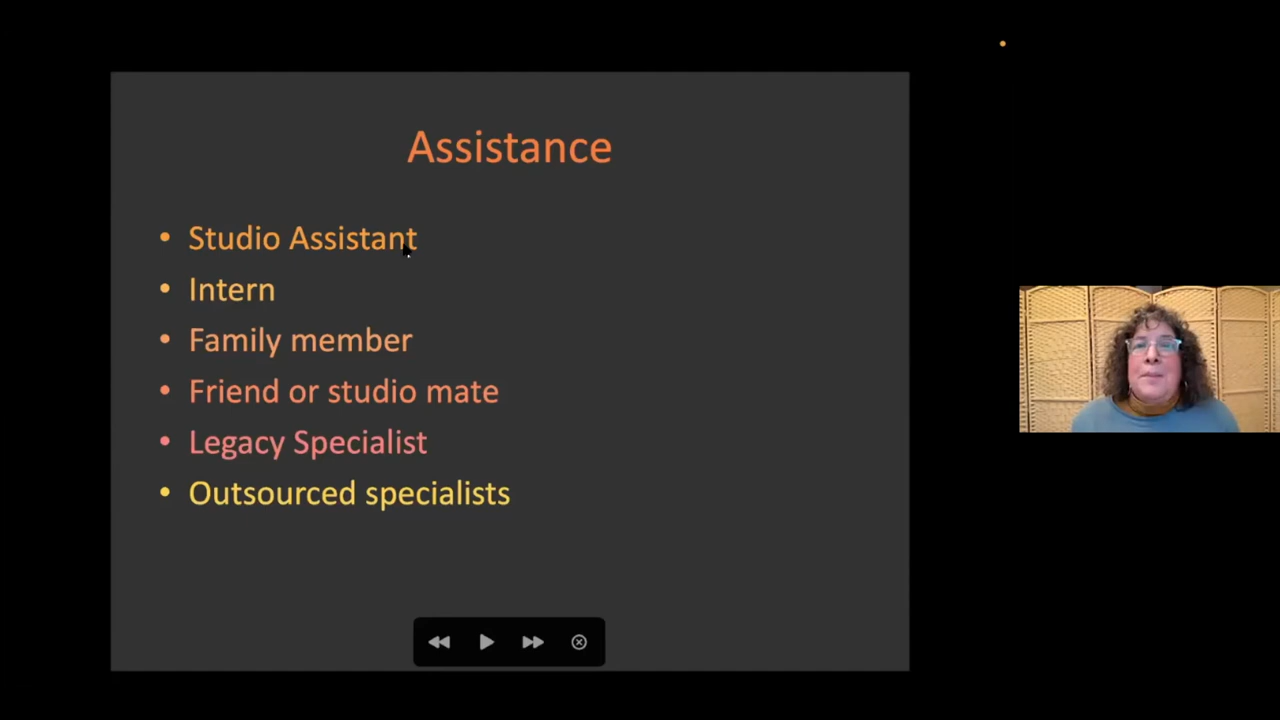 Assistance
• Studio Assistant
• Intern
• Family member
• Friend or studio mate
• Legacy Specialist
• Outsourced specialists